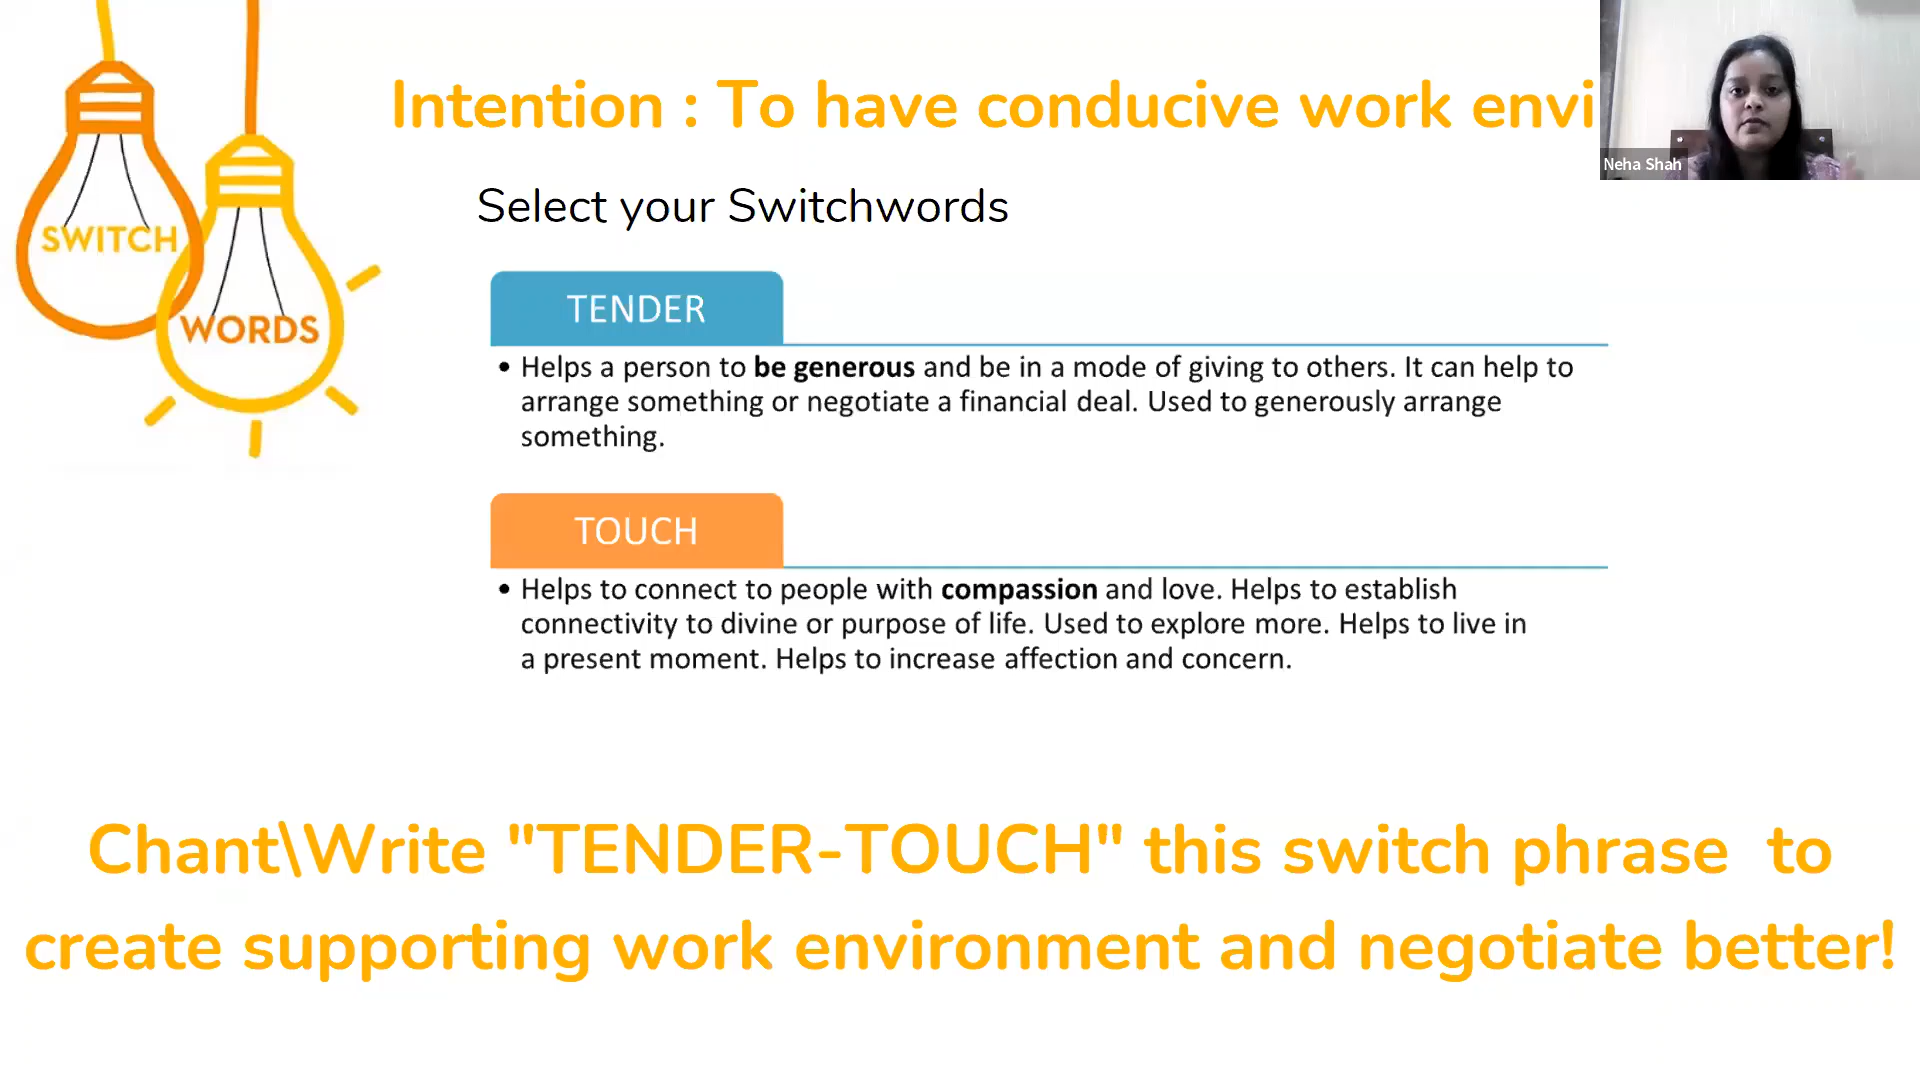 Intention : To have conducive work envi
Neha Shah
Select your Switchwords
SWITCH
WORDS
TENDER
• Helps a person to be generous and be in a mode of giving to others. It can help to
arrange something or negotiate a financial deal. Used to generously arrange
something.
TOUCH
• Helps to connect to people with compassion and love. Helps to establish
connectivity to divine or purpose of life. Used to explore more. Helps to live in
a present moment. Helps to increase affection and concern.
Chant\Write "TENDER-TOUCH" this switch phrase to
create supporting work environment and negotiate better!